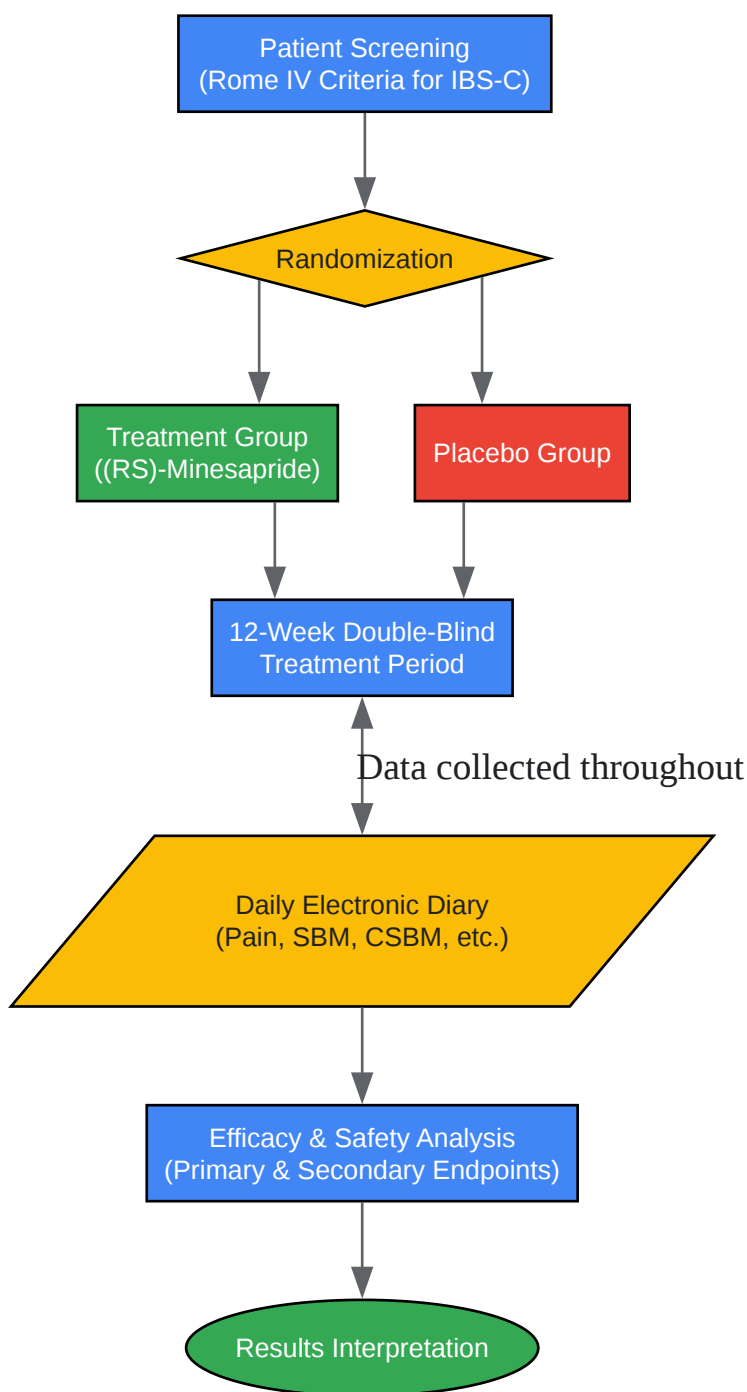 Patient Screening
(Rome IV Criteria for IBS-C)
Randomization
Treatment Group
((RS)-Minesapride)
Placebo Group
12-Week Double-Blind
Treatment Period
Data collected throughout
Daily Electronic Diary
(Pain, SBM, CSBM, etc.)
Efficacy & Safety Analysis
(Primary & Secondary Endpoints)
Results Interpretation